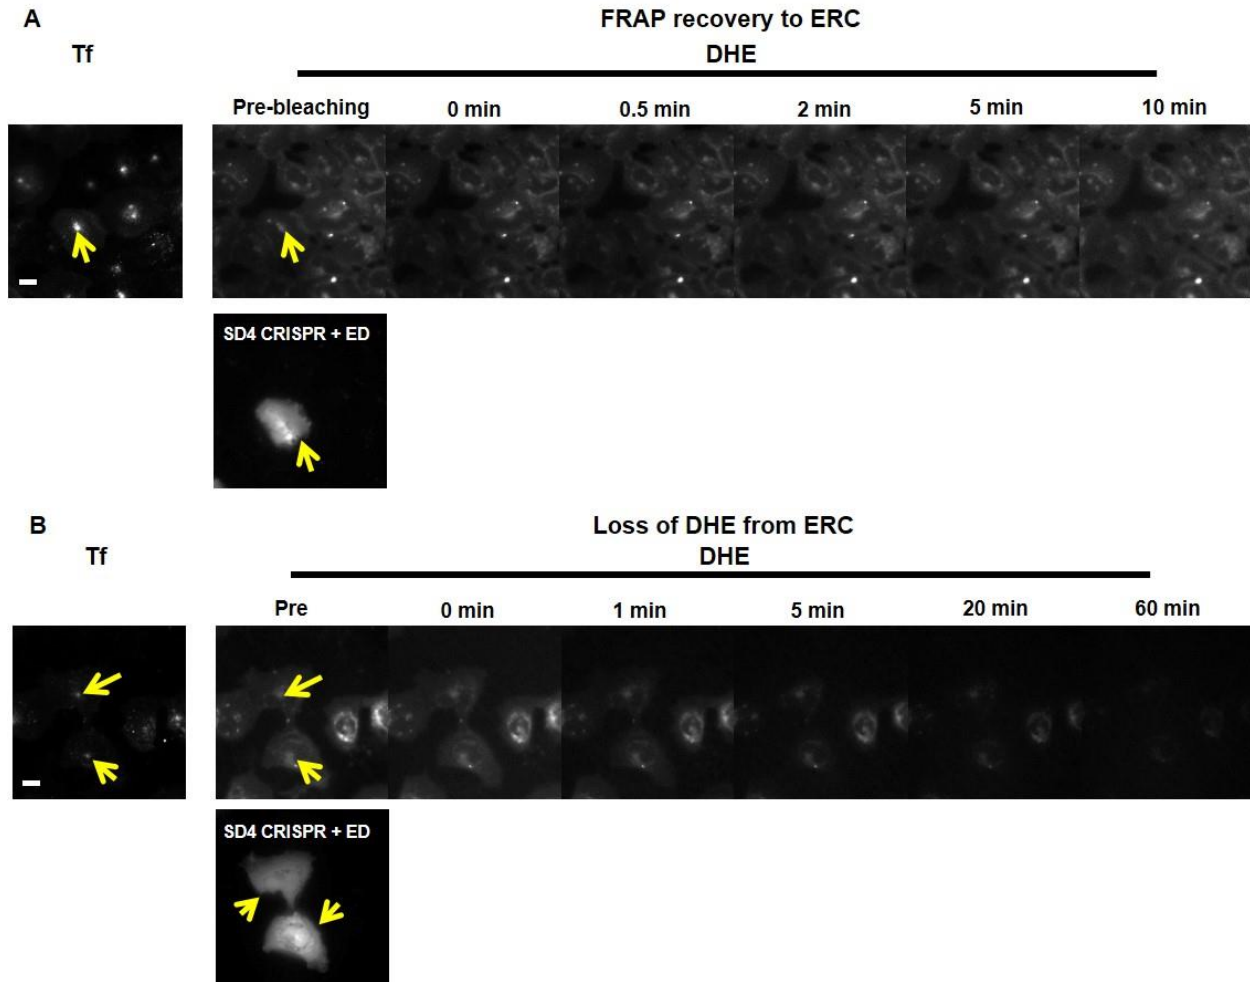 A
FRAP recovery to ERC
Tf
DHE
Pre-bleaching 0 min 0.5 min 2 min 5 min 10 min
SD4 CRISPR + ED
B
Loss of DHE from ERC
Tf
DHE
Pre 0 min 1 min 5 min 20 min 60 min
SD4 CRISPR + ED